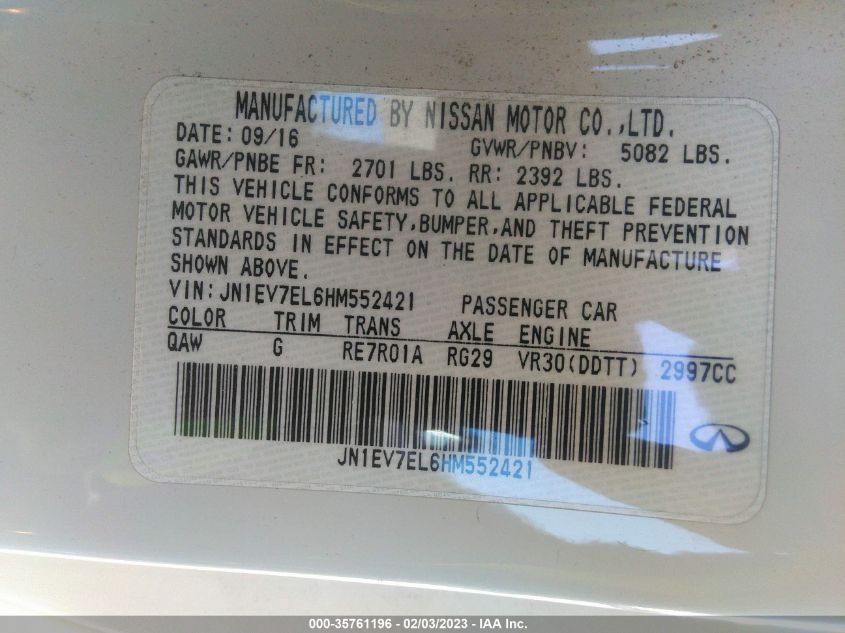 MANUFACTURED BY NISSAN MOTOR CO.,LTD.
DATE: 09/16 GVWR/PNBV: 5082 LBS.
GAWR/PNBE FR: 2701 LBS. RR: 2392 LBS.
THIS VEHICLE CONFORMS TO ALL APPLICABLE FEDERAL
MOTOR VEHICLE SAFETY,BUMPER,AND THEFT PREVENTION
STANDARDS IN EFFECT ON THE DATE OF MANUFACTURE
SHOWN ABOVE.
VIN: JN1EV7EL6HM552421 PASSENGER CAR
COLOR TRIM TRANS AXLE ENGINE
QAW G RE7R01A RG29 VR30(DDTT) 2997CC
JN1EV7EL6HM552421
000-35761196 - 02/03/2023 - IAA Inc.